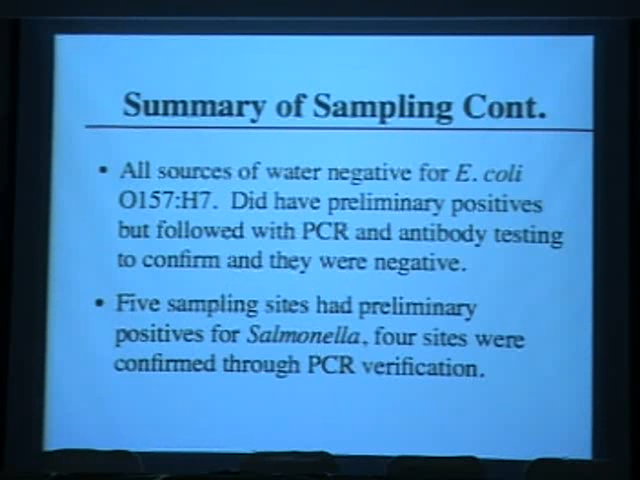 Summary of Sampling Cont.
• All sources of water negative for E. coli
O157:H7. Did have preliminary positives
but followed with PCR and antibody testing
to confirm and they were negative.
• Five sampling sites had preliminary
positives for Salmonella, four sites were
confirmed through PCR verification.